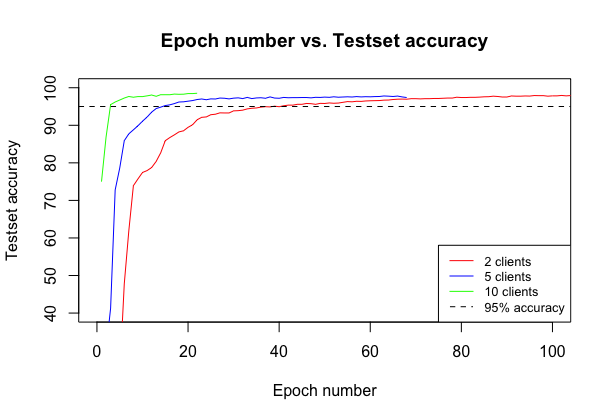 Epoch number vs. Testset accuracy
Testset accuracy
100
90
80
70
60
50
40
2 clients
5 clients
10 clients
95% accuracy
0 20 40 60 80 100
Epoch number